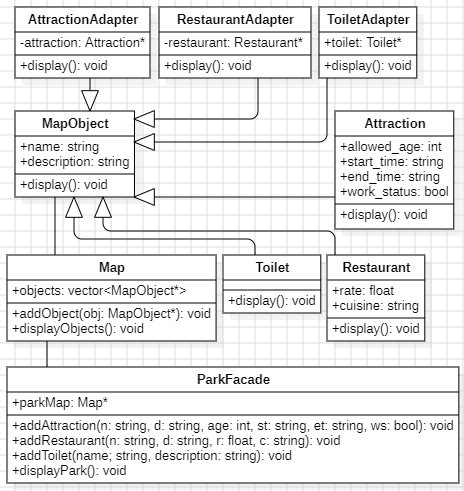 AttractionAdapter
-attraction: Attraction*
+display(): void
RestaurantAdapter
-restaurant: Restaurant*
+display(): void
ToiletAdapter
+toilet: Toilet*
+display(): void
MapObject
+name: string
+description: string
+display(): void
Attraction
+allowed_age: int
+start_time: string
+end_time: string
+work_status: bool
+display(): void
Map
+objects: vector<MapObject*>
+addObject(obj: MapObject*): void
+displayObjects(): void
Toilet
+display(): void
Restaurant
+rate: float
+cuisine: string
+display(): void
ParkFacade
+parkMap: Map*
+addAttraction(n: string, d: string, age: int, st: string, et: string, ws: bool): void
+addRestaurant(n: string, d: string, r: float, c: string): void
+addToilet(name; string, description: string): void
+displayPark(): void